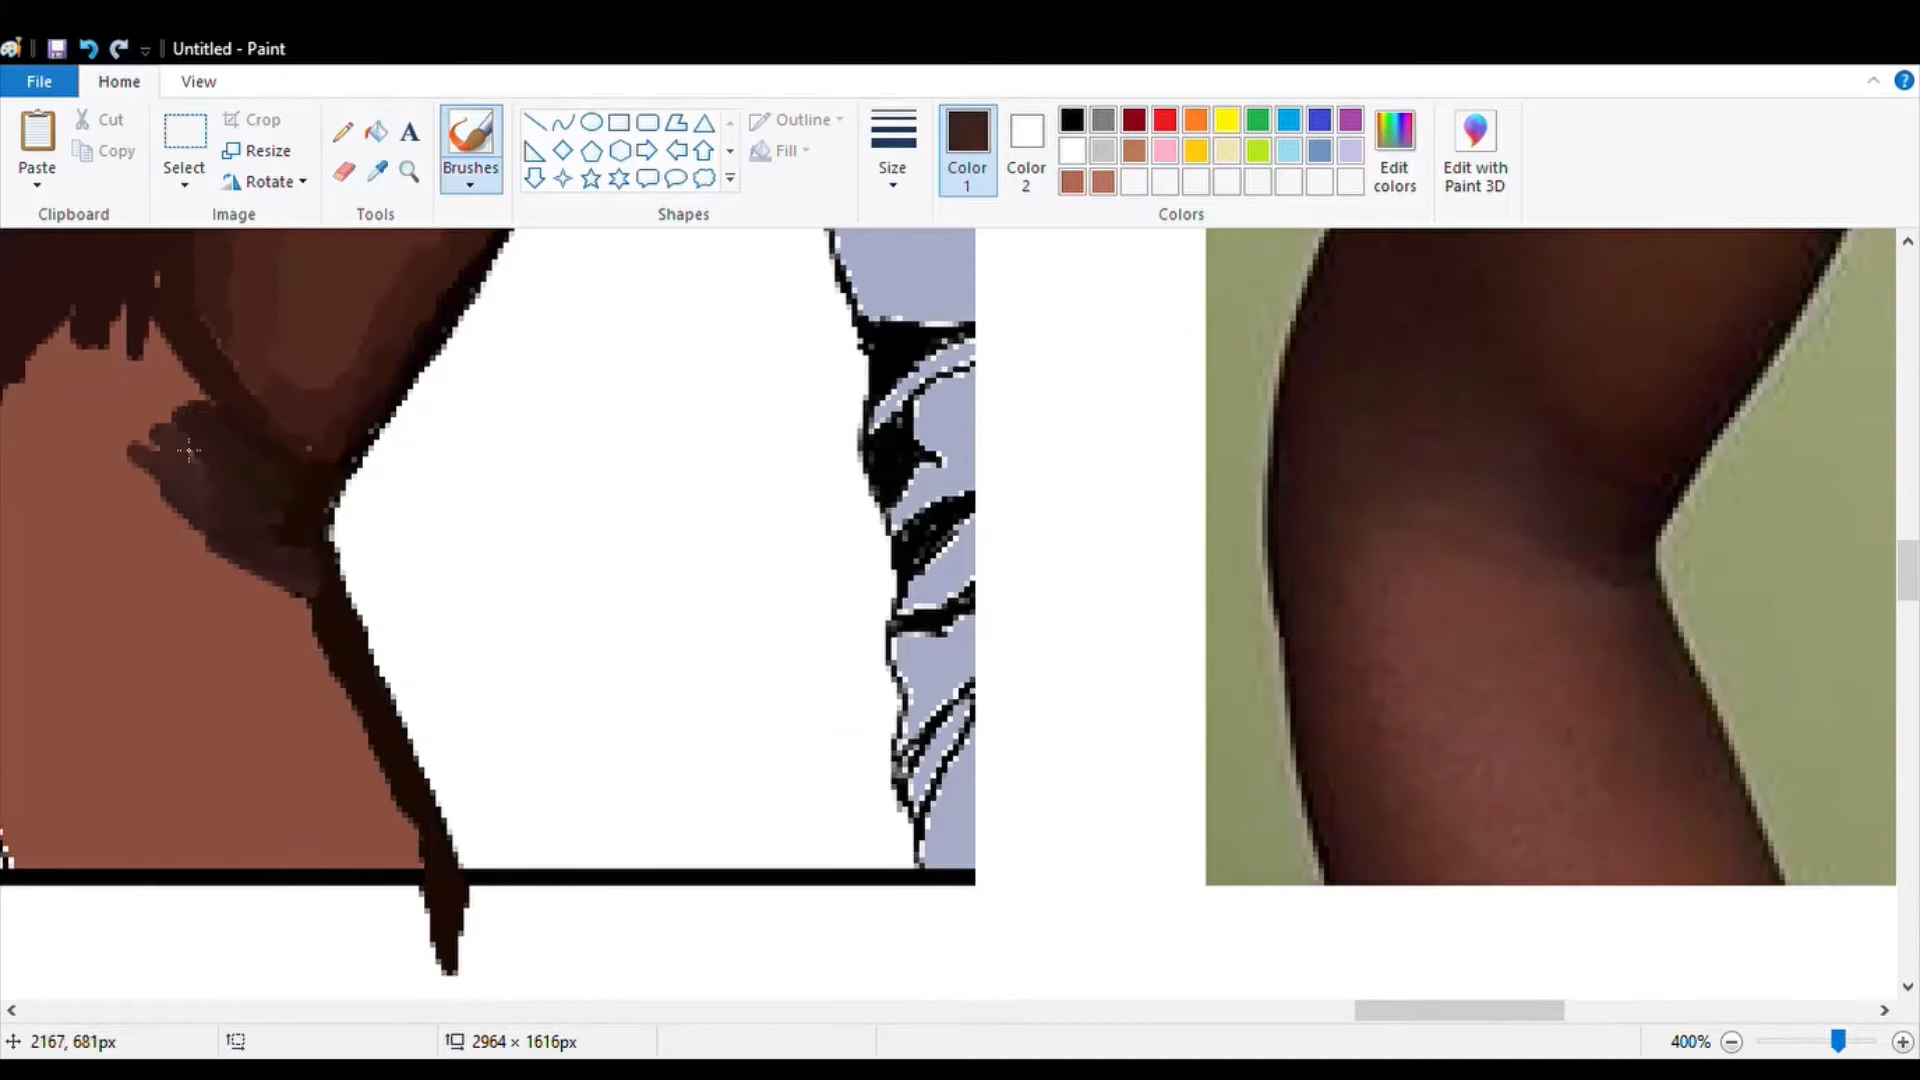 Untitled - Paint
File Home View
Paste Cut Copy
Select Crop Resize Rotate
A
Brushes
Outline Fill
Size
Color 1
Color 2
Edit colors
Edit with Paint 3D
Clipboard Image Tools Shapes Colors
2167, 681px 2964 × 1616px 400%